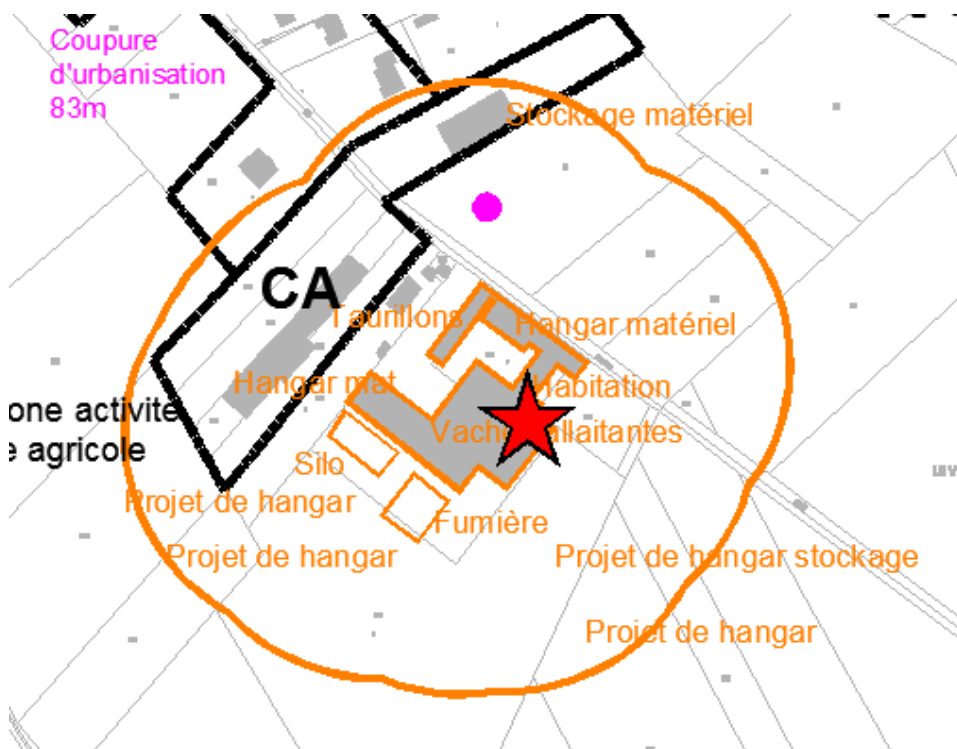 Coupure
d'urbanisation
83m
Stockage matériel
CA
Taurillons
Hangar matériel
Hangar mat
Habitation
one activité
allaitantes
e agricole
Silo
Projet de hangar
Fumière
Projet de hangar
Projet de hangar stockage
Projet de hangar